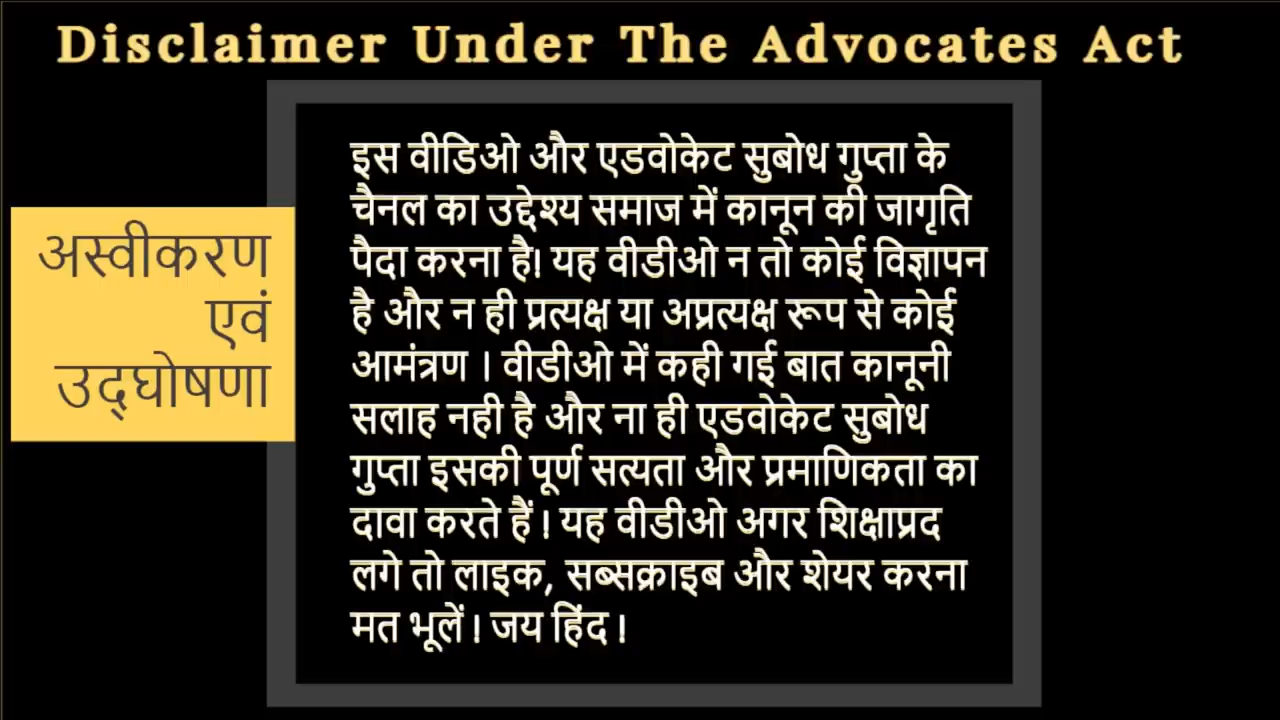 Disclaimer Under The Advocates Act
अस्वीकरण
एवं
उद्घोषणा
इस वीडिओ और एडवोकेट सुबोध गुप्ता के
चैनल का उद्देश्य समाज में कानून की जागृति
पैदा करना है! यह वीडीओ न तो कोई विज्ञापन
है और न ही प्रत्यक्ष या अप्रत्यक्ष रूप से कोई
आमंत्रण । वीडीओ में कही गई बात कानूनी
सलाह नही है और ना ही एडवोकेट सुबोध
गुप्ता इसकी पूर्ण सत्यता और प्रमाणिकता का
दावा करते हैं ! यह वीडीओ अगर शिक्षाप्रद
लगे तो लाइक, सब्सक्राइब और शेयर करना
मत भूलें ! जय हिंद !